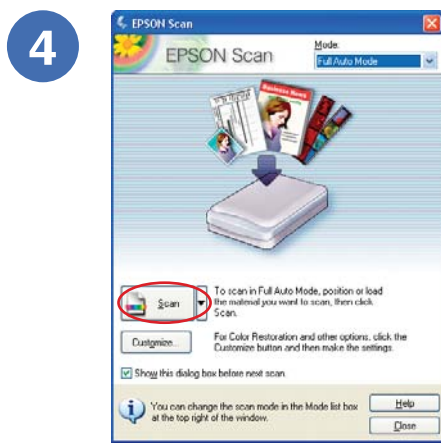 4
EPSON Scan
EPSON Scan
Mode:
Full Auto Mode
Business News
Scan
To scan in Full Auto Mode, position or load
the material you want to scan, then click
Scan.
Customize...
For Color Restoration and other options, click the
Customize button and then make the settings.
Show this dialog box before next scan.
You can change the scan mode in the Mode list box
at the top right of the window.
Help
Close